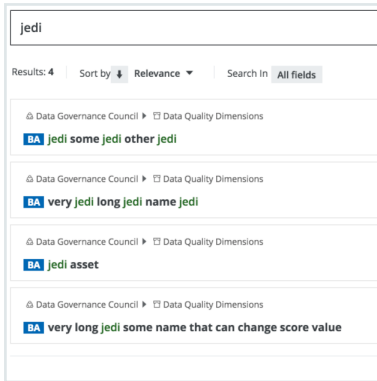 jedi
Results: 4 Sort by Relevance Search In All fields
Data Governance Council Data Quality Dimensions
BA jedi some jedi other jedi
Data Governance Council Data Quality Dimensions
BA very jedi long jedi name jedi
Data Governance Council Data Quality Dimensions
BA jedi asset
Data Governance Council Data Quality Dimensions
BA very long jedi some name that can change score value